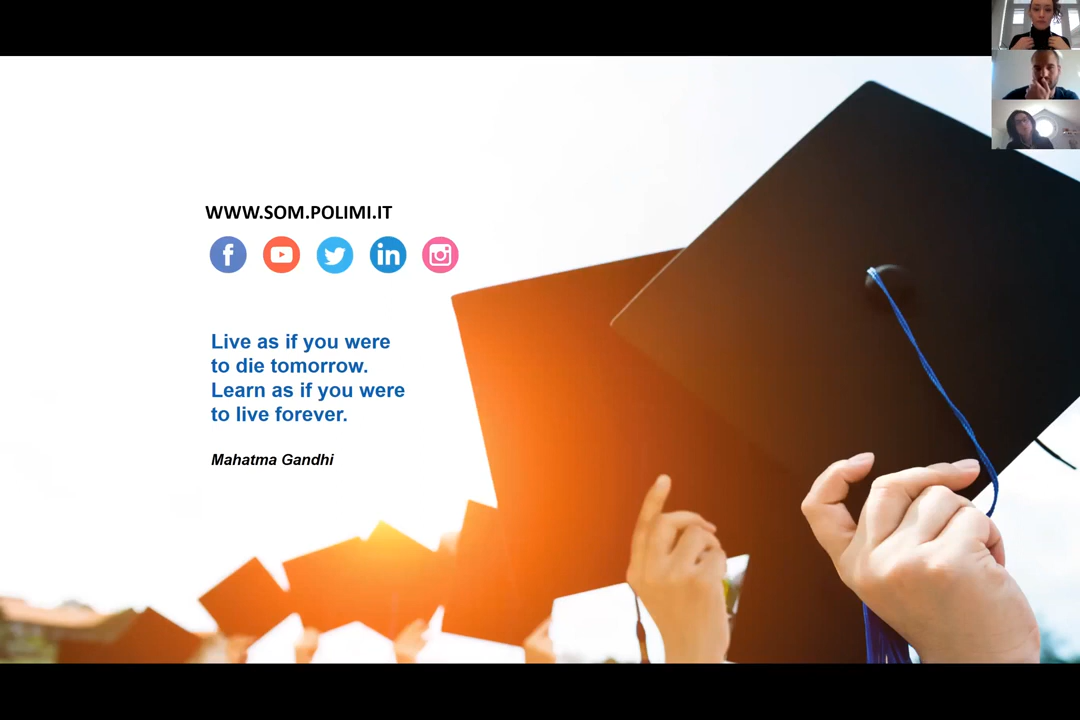 WWW.SOM.POLIMI.IT
Live as if you were
to die tomorrow.
Learn as if you were
to live forever.
Mahatma Gandhi